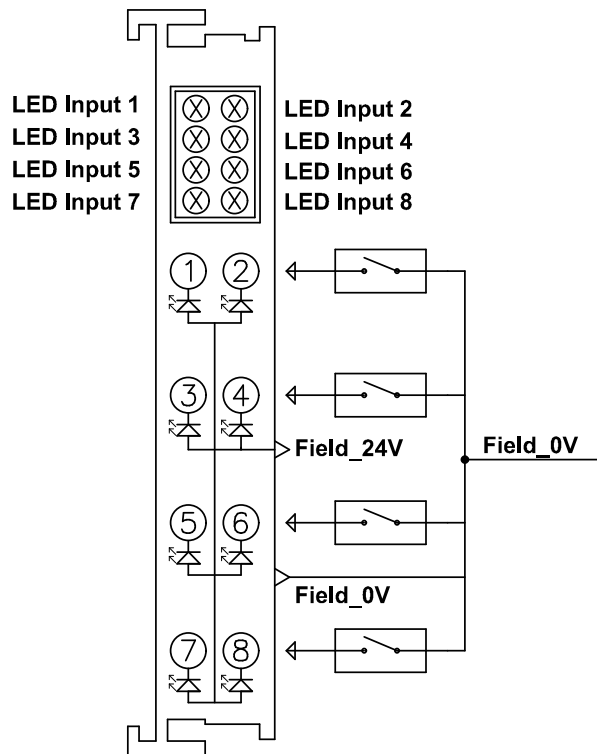 LED Input 1 LED Input 2
LED Input 3 LED Input 4
LED Input 5 LED Input 6
LED Input 7 LED Input 8
1 2
3 4
Field_24V Field_0V
5 6
Field_0V
7 8